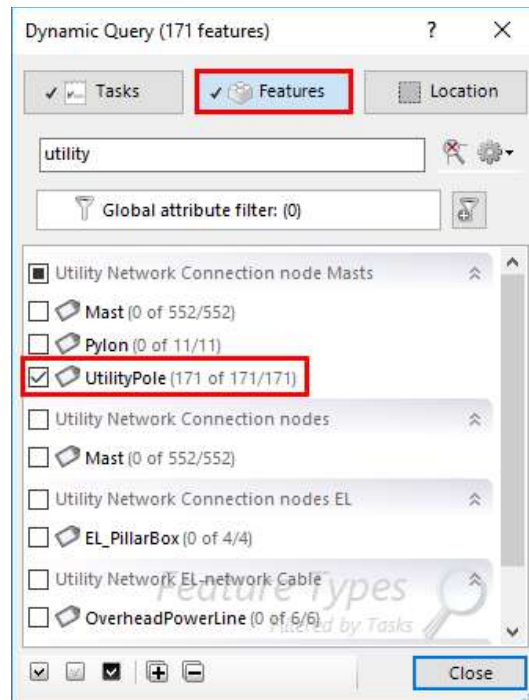 Dynamic Query (171 features)
?
Tasks
Features
Location
utility
Global attribute filter: (0)
Utility Network Connection node Masts
Mast (0 of 552/552)
Pylon (0 of 11/11)
UtilityPole (171 of 171/171)
Utility Network Connection nodes
Mast (0 of 552/552)
Utility Network Connection nodes EL
EL_PillarBox (0 of 4/4)
Utility Network EL-network Cable
Feature Types
OverheadPowerLine (0 of 6/6)
Filtered by Tasks
Close